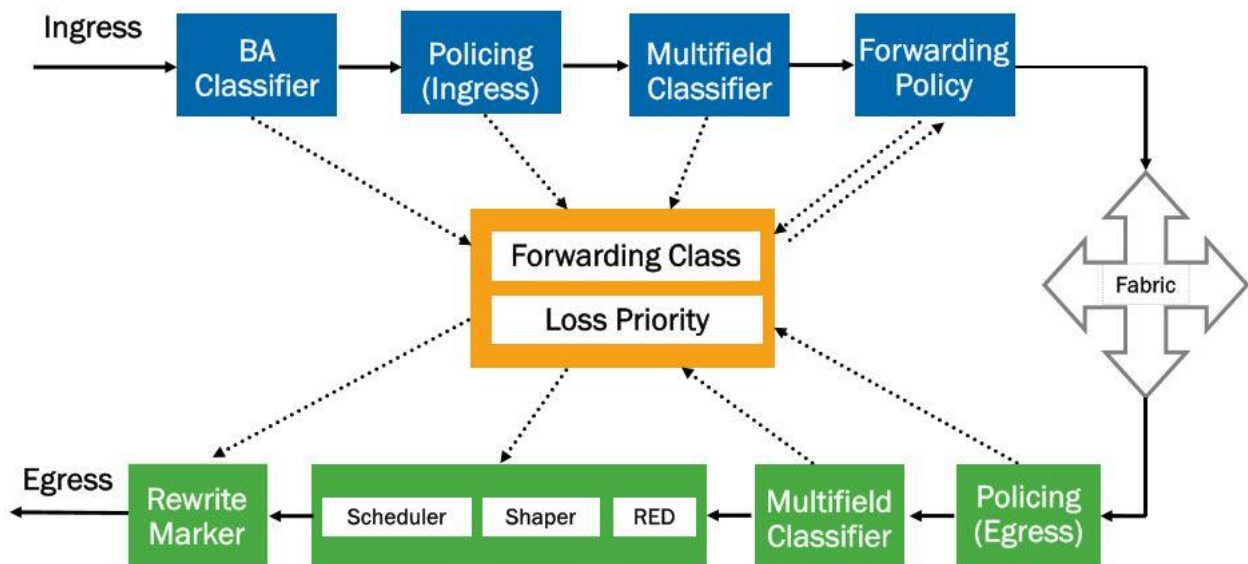 Ingress
BA
Classifier
Policing
(Ingress)
Multifield
Classifier
Forwarding
Policy
Forwarding Class
Loss Priority
Fabric
Egress
Rewrite
Marker
Scheduler
Shaper
RED
Multifield
Classifier
Policing
(Egress)